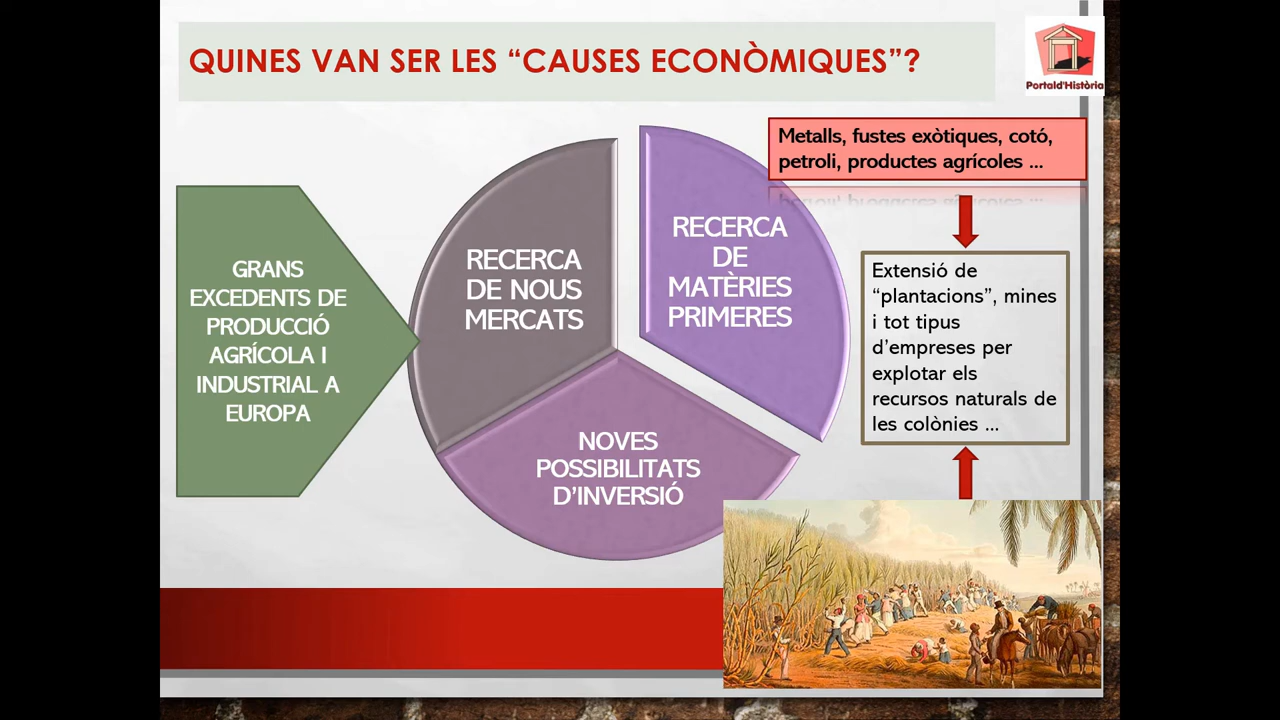 QUINES VAN SER LES “CAUSES ECONÒMIQUES”?
Portald'Història
Metalls, fustes exòtiques, cotó,
petroli, productes agrícoles ...
GRANS
EXCEDENTS DE
PRODUCCIÓ
AGRÍCOLA I
INDUSTRIAL A
EUROPA
RECERCA
DE NOUS
MERCATS
RECERCA
DE
MATÈRIES
PRIMERES
NOVES
POSSIBILITATS
D’INVERSIÓ
Extensió de
“plantacions”, mines
i tot tipus
d’empreses per
explotar els
recursos naturals de
les colònies ...